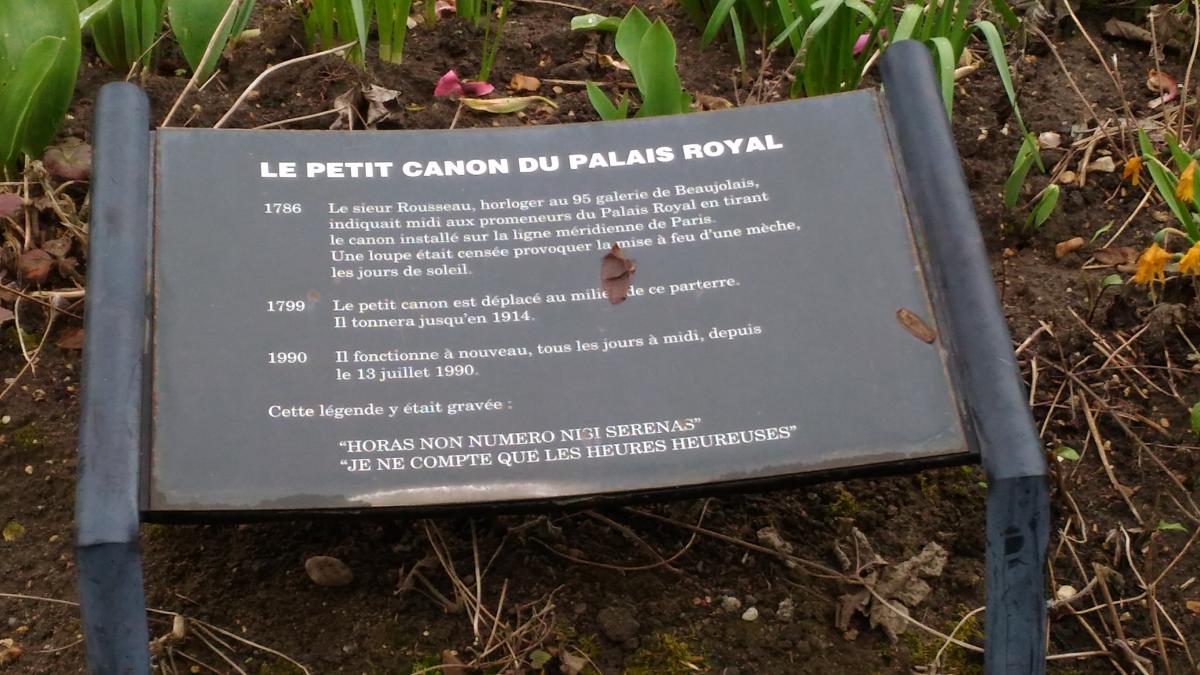 LE PETIT CANON DU PALAIS ROYAL
1786 Le sieur Rousseau, horloger au 95 galerie de Beaujolais,
indiquait midi aux promeneurs du Palais Royal en tirant
le canon installé sur la ligne méridienne de Paris.
Une loupe était censée provoquer la mise à feu d'une mèche,
les jours de soleil.
1799 Le petit canon est déplacé au milieu de ce parterre.
Il tonnera jusqu'en 1914.
1990 Il fonctionne à nouveau, tous les jours à midi, depuis
le 13 juillet 1990.
Cette légende y était gravée :
"HORAS NON NUMERO NISI SERENAS"
"JE NE COMPTE QUE LES HEURES HEUREUSES"